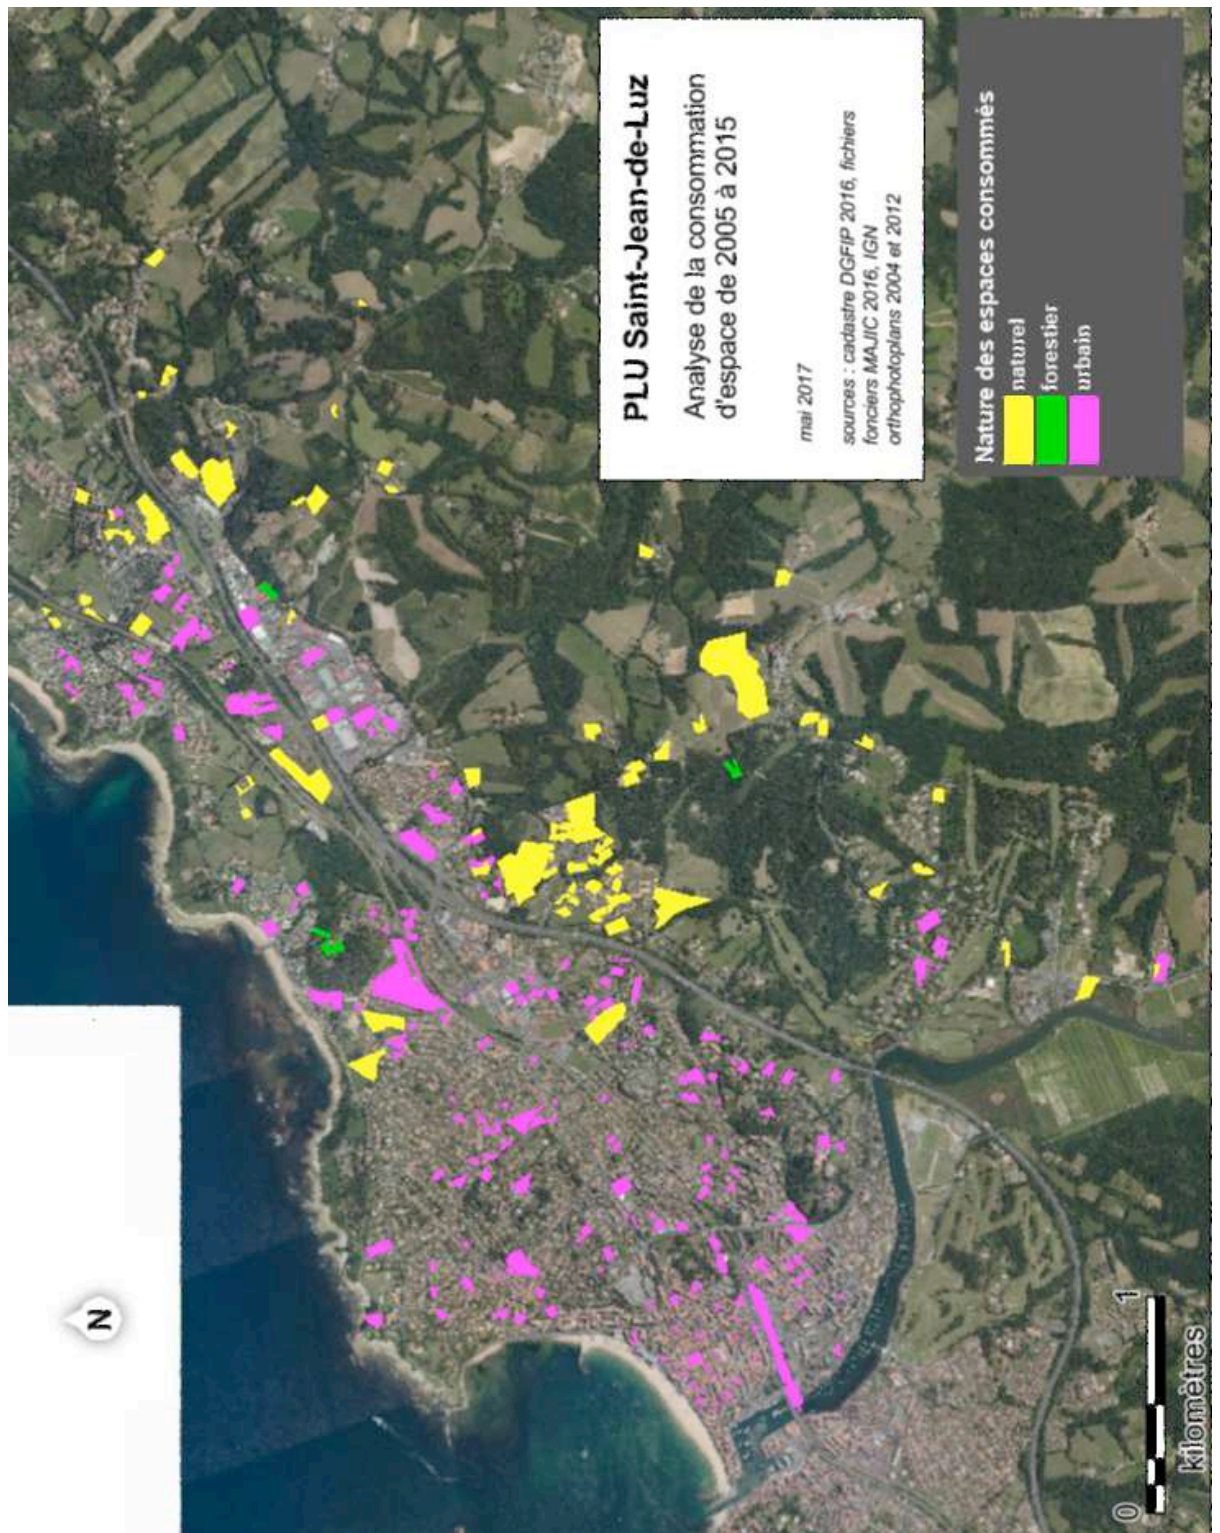 PLU Saint-Jean-de-Luz
Analyse de la consommation
d'espace de 2005 à 2015
mai 2017
sources : cadastre DGFIP 2016, fichiers
fonciers MAJIC 2016, IGN
orthophotoplans 2004 et 2012
Nature des espaces consommés
naturel
forestier
urbain
N
0 1
kilomètres